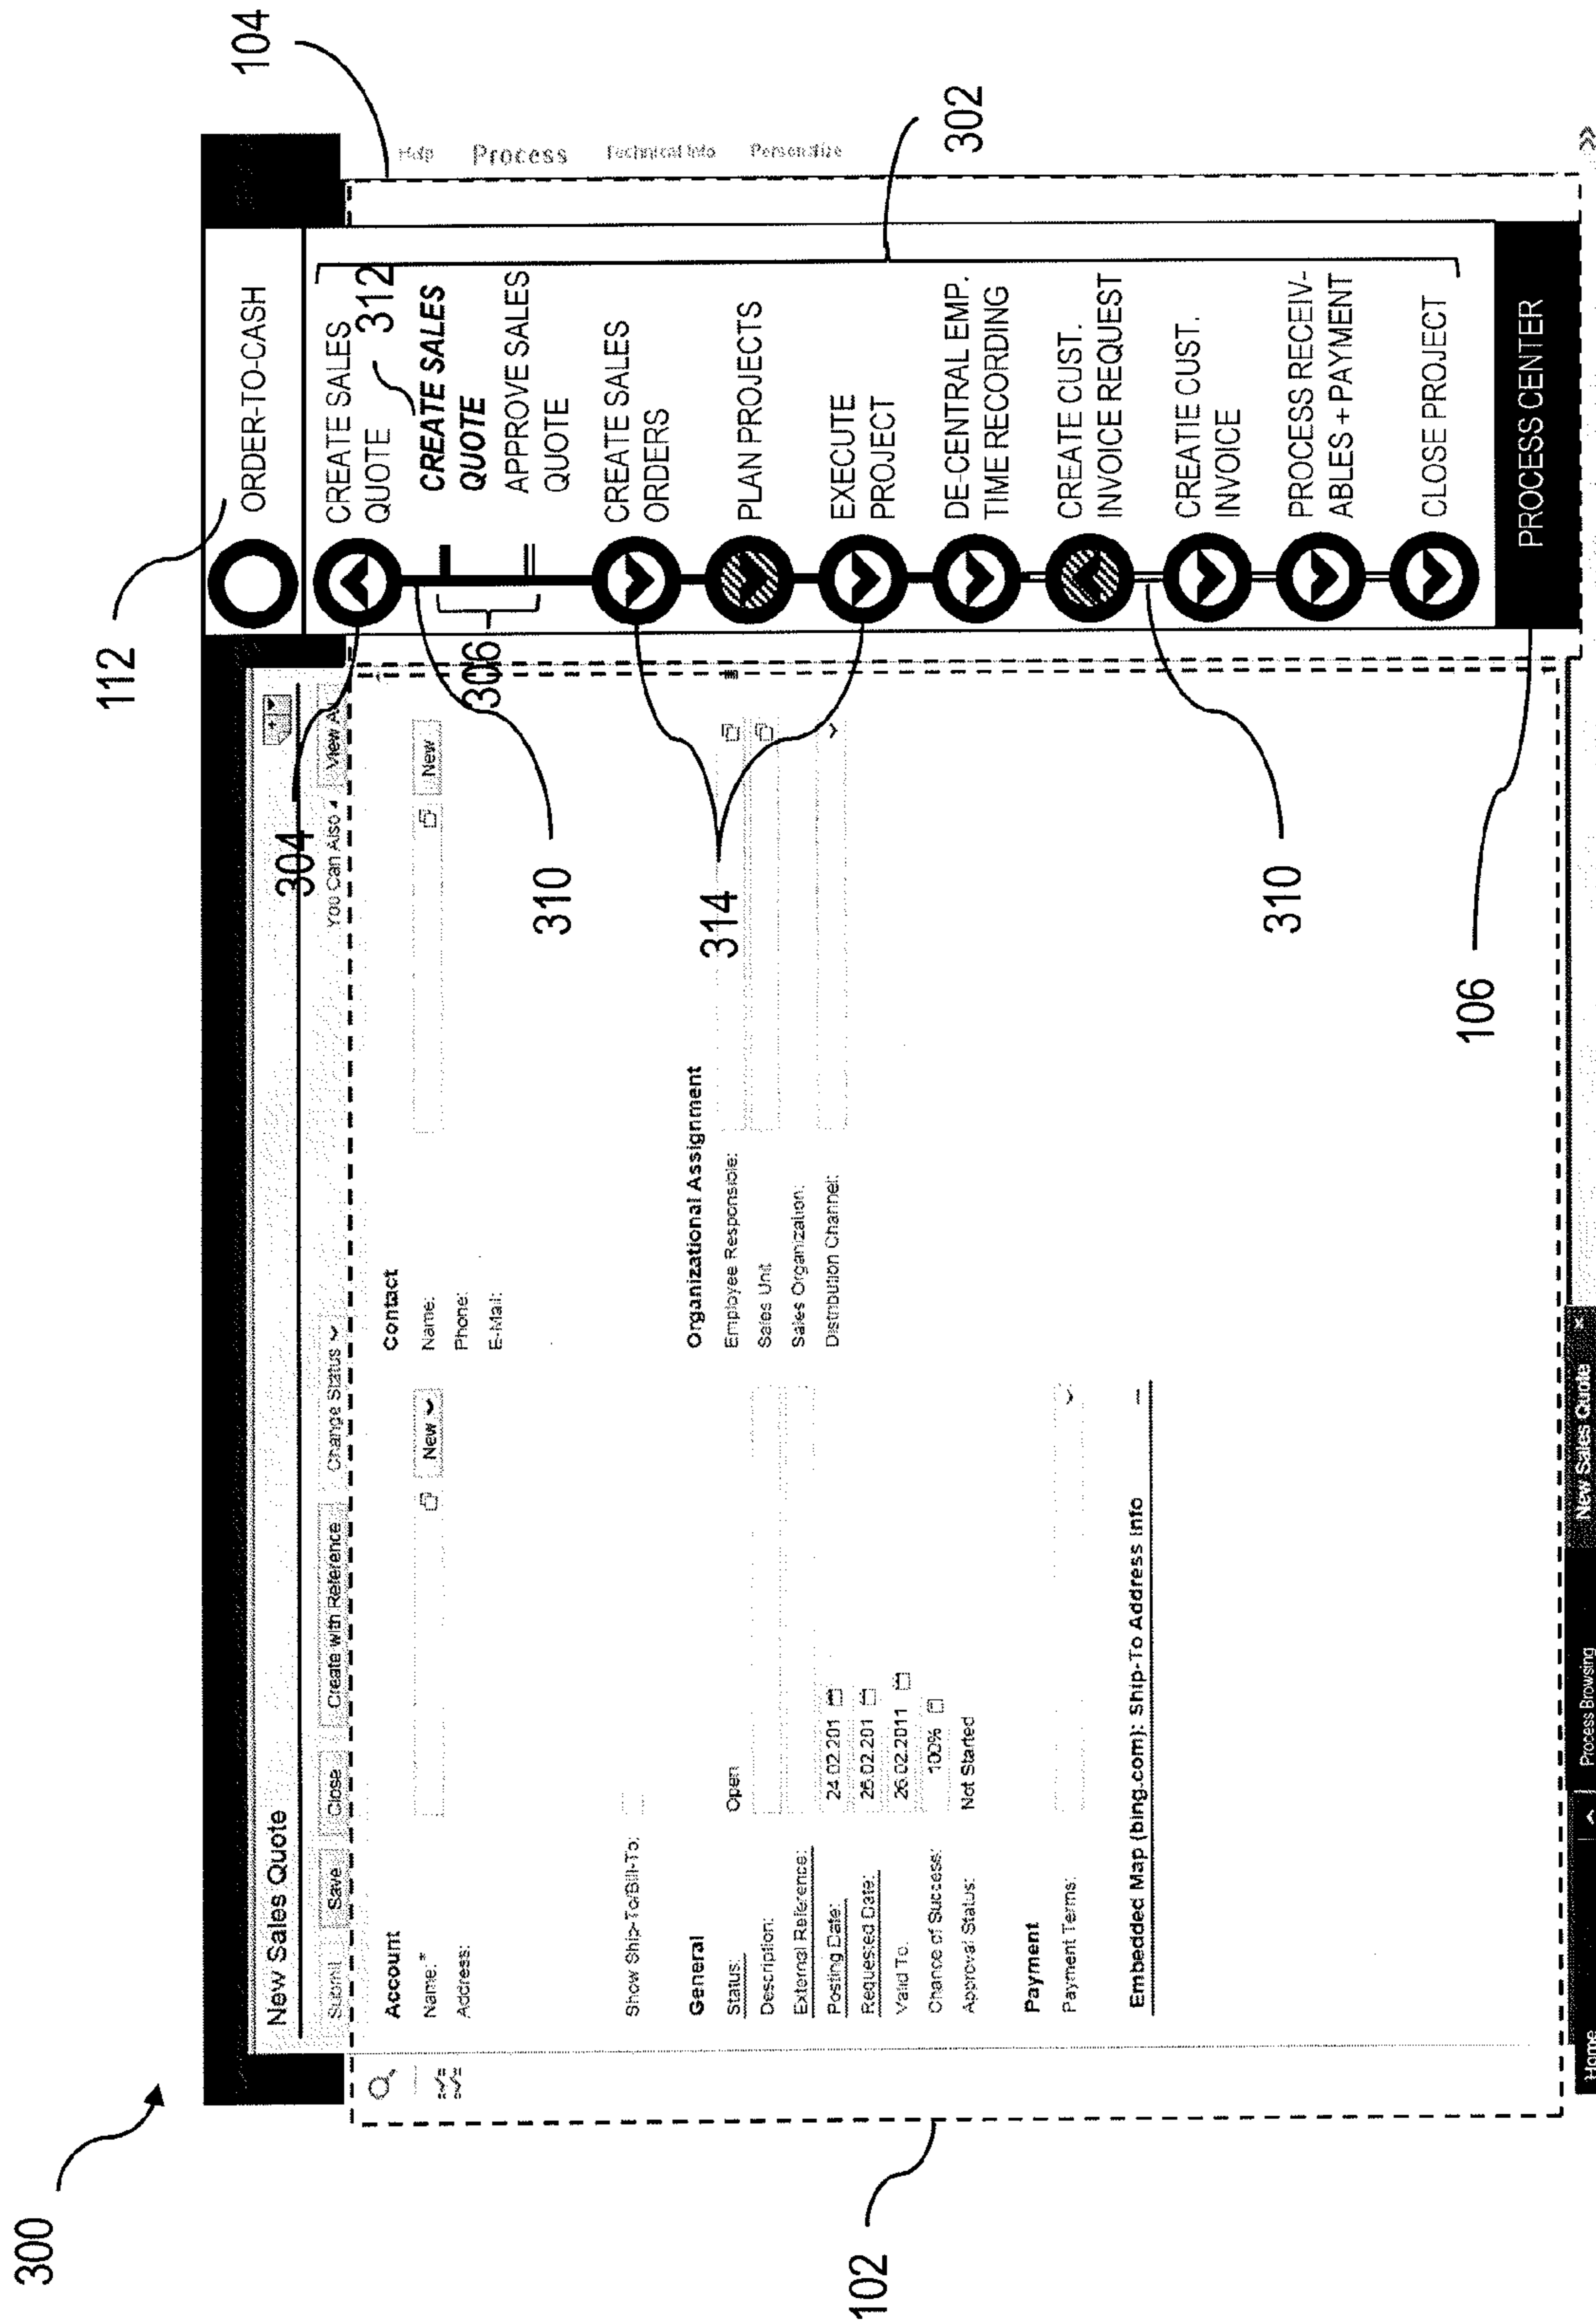 300
112
104
ORDER-TO-CASH
New Sales Quote
Submit
Save
Close
Create with Reference
Change Status
You Can Also
304
Help
Process
Technical Info
Personalize
302
CREATE SALES
QUOTE
312
CREATE SALES
QUOTE
APPROVE SALES
QUOTE
306
310
CREATE SALES
ORDERS
PLAN PROJECTS
EXECUTE
PROJECT
314
DE-CENTRAL EMP.
TIME RECORDING
CREATE CUST.
INVOICE REQUEST
310
CREATIE CUST.
INVOICE
PROCESS RECEIV-
ABLES + PAYMENT
CLOSE PROJECT
PROCESS CENTER
106
Account
Name:*
New
Address:
Show Ship-To/Bill-To:
Contact
Name:
New
Phone:
E-Mail:
General
Status:
Open
Description:
External Reference:
Posting Date:
24.02.201
Requested Date:
26.02.201
Valid To:
26.02.2011
Chance of Success:
100%
Approval Status:
Not Started
Organizational Assignment
Employee Responsible:
Sales Unit
Sales Organization:
Distribution Channel:
Payment
Payment Terms:
Embedded Map (bing.com): Ship-To Address Info
102
Home
Process Browsing
New Sales Quote
x